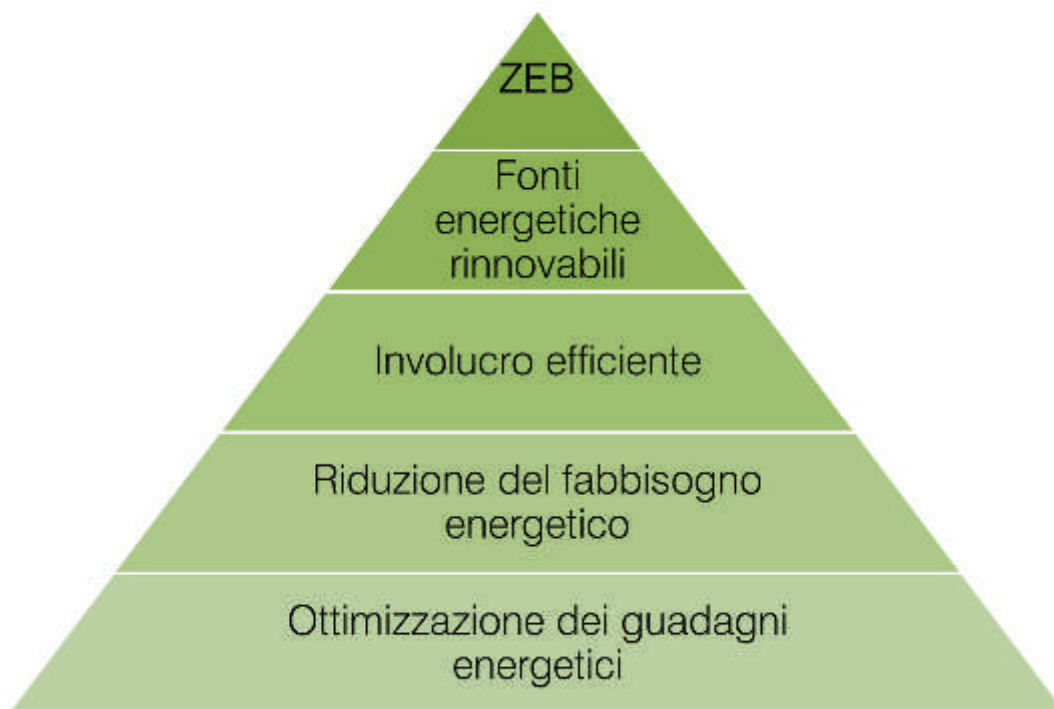 ZEB
Fonti
energetiche
rinnovabili
Involucro efficiente
Riduzione del fabbisogno
energetico
Ottimizzazione dei guadagni
energetici